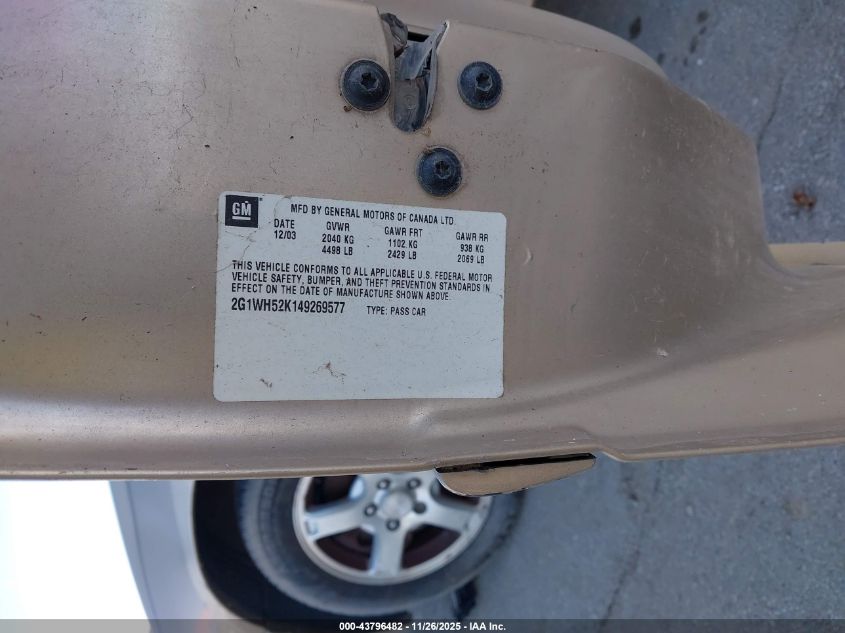 GM
MFD BY GENERAL MOTORS OF CANADA LTD.
DATE GVWR GAWR FRT GAWR RR
12/03 2040 KG 1102 KG 938 KG
4498 LB 2429 LB 2069 LB
THIS VEHICLE CONFORMS TO ALL APPLICABLE U.S. FEDERAL MOTOR
VEHICLE SAFETY, BUMPER, AND THEFT PREVENTION STANDARDS IN
EFFECT ON THE DATE OF MANUFACTURE SHOWN ABOVE.
2G1WH52K149269577 TYPE: PASS CAR
000-43796482 - 11/26/2025 - IAA Inc.